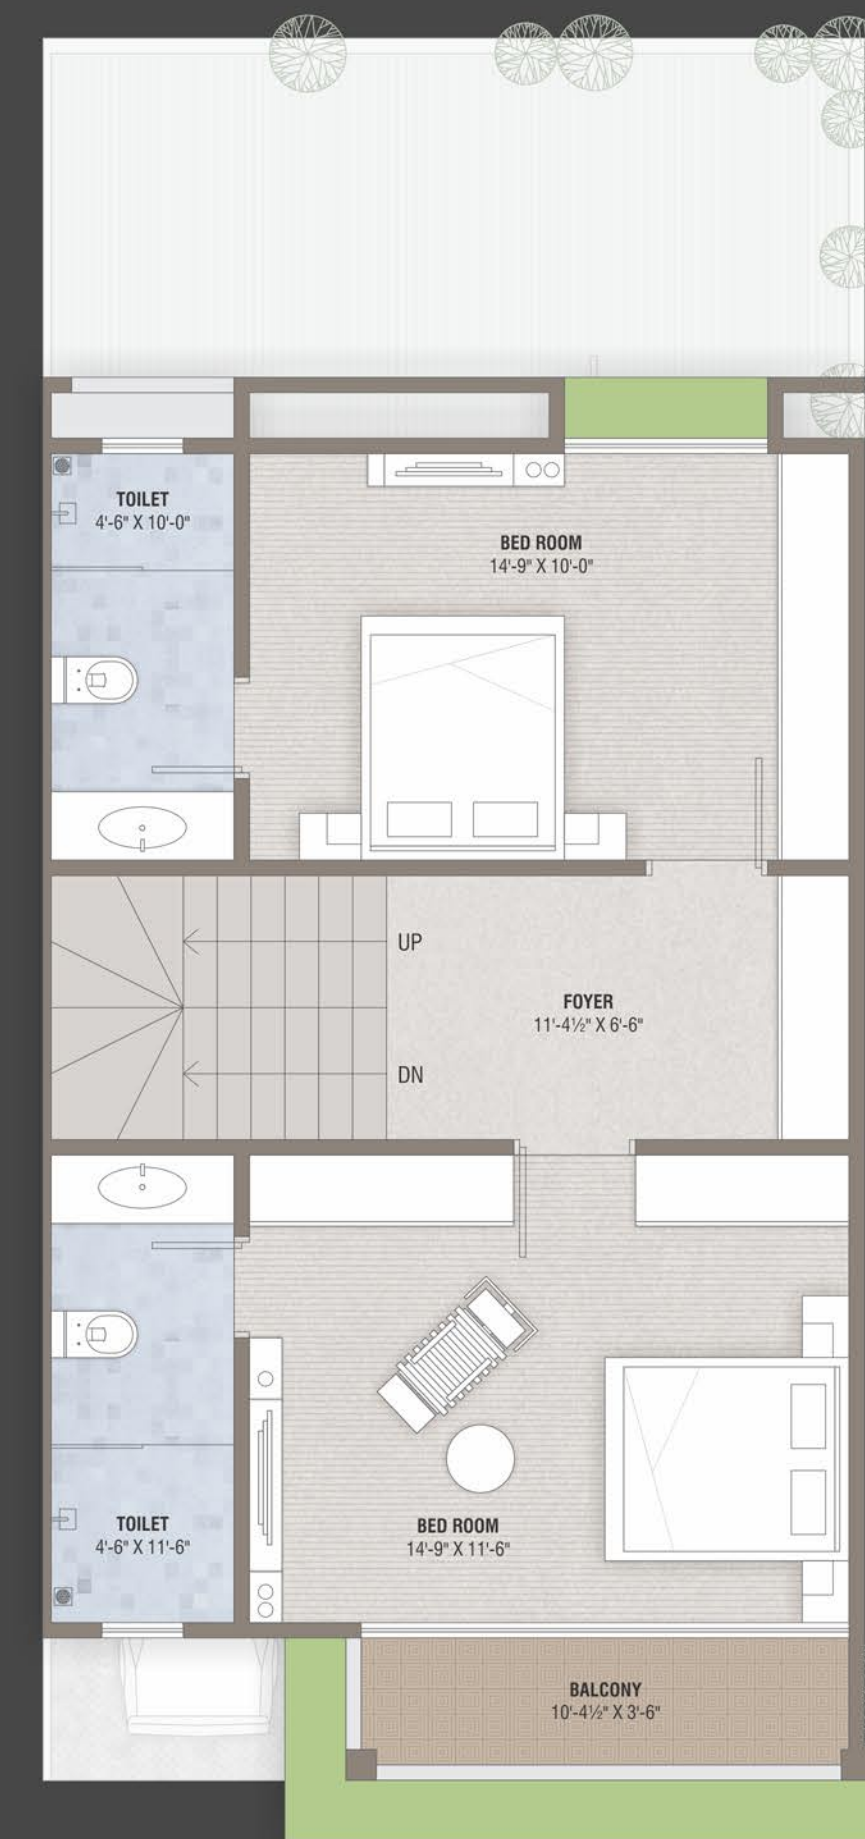 TOILET
4'-6" X 10'-0"
BED ROOM
14'-9" X 10'-0"
UP
FOYER
11'-4½" X 6'-6"
DN
TOILET
4'-6" X 11'-6"
BED ROOM
14'-9" X 11'-6"
BALCONY
10'-4½" X 3'-6"